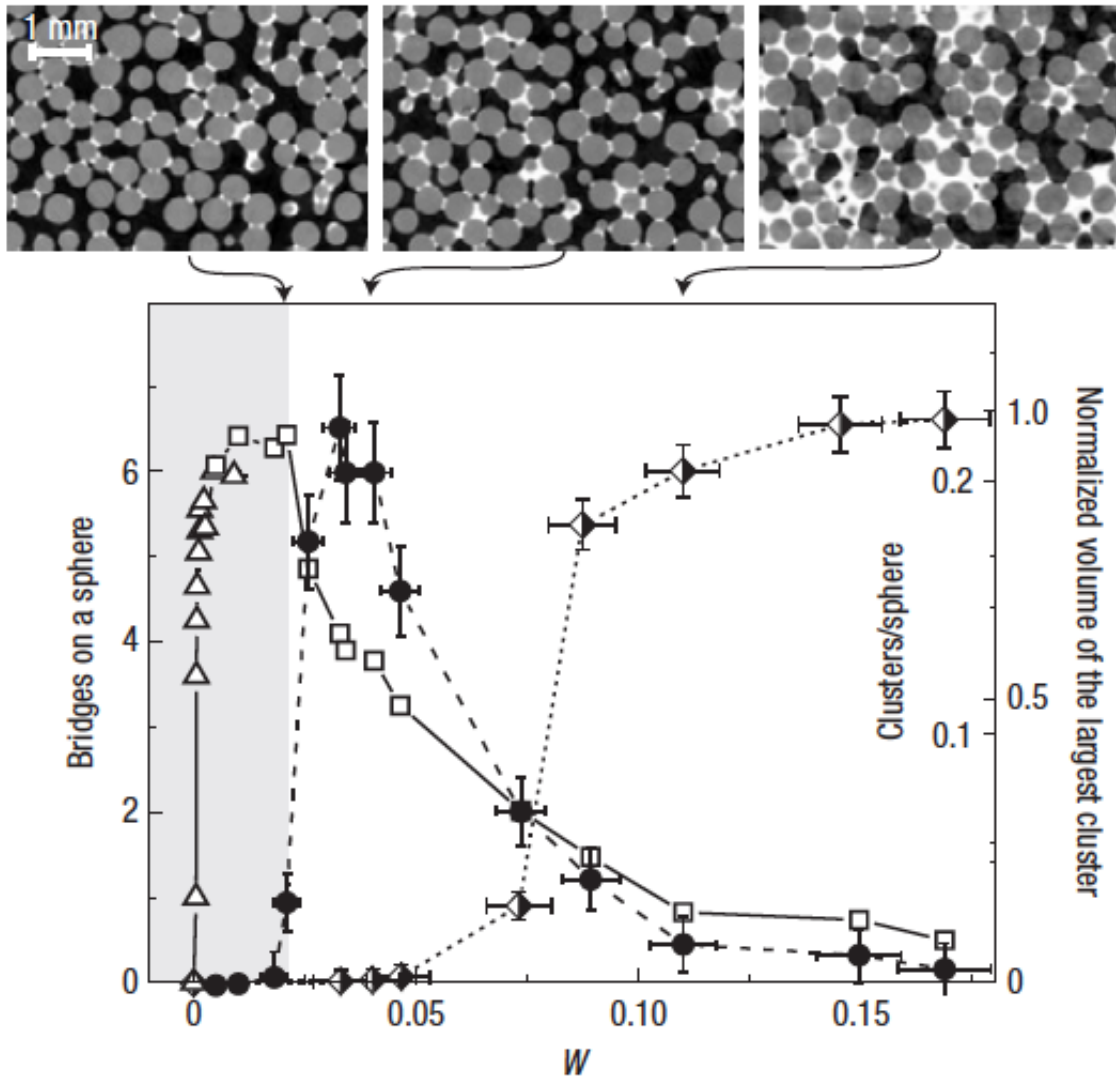 1 mm
Bridges on a sphere
6
4
2
0
Clusters/sphere
0.2
0.1
1.0
0.5
0
Normalized volume of the largest cluster
0
0.05
0.10
0.15
W